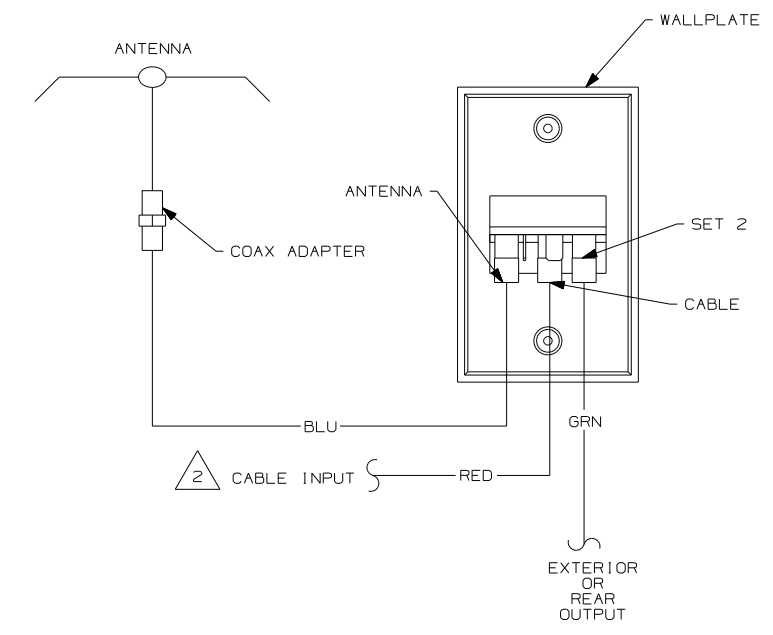 WALLPLATE
ANTENNA
ANTENNA
SET 2
COAX ADAPTER
CABLE
BLU
GRN
2
CABLE INPUT
RED
EXTERIOR
OR
REAR
OUTPUT